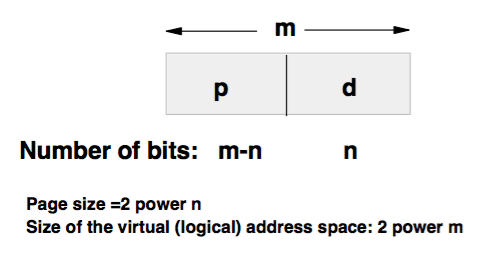 m
p d
Number of bits: m-n n
Page size =2 power n
Size of the virtual (logical) address space: 2 power m